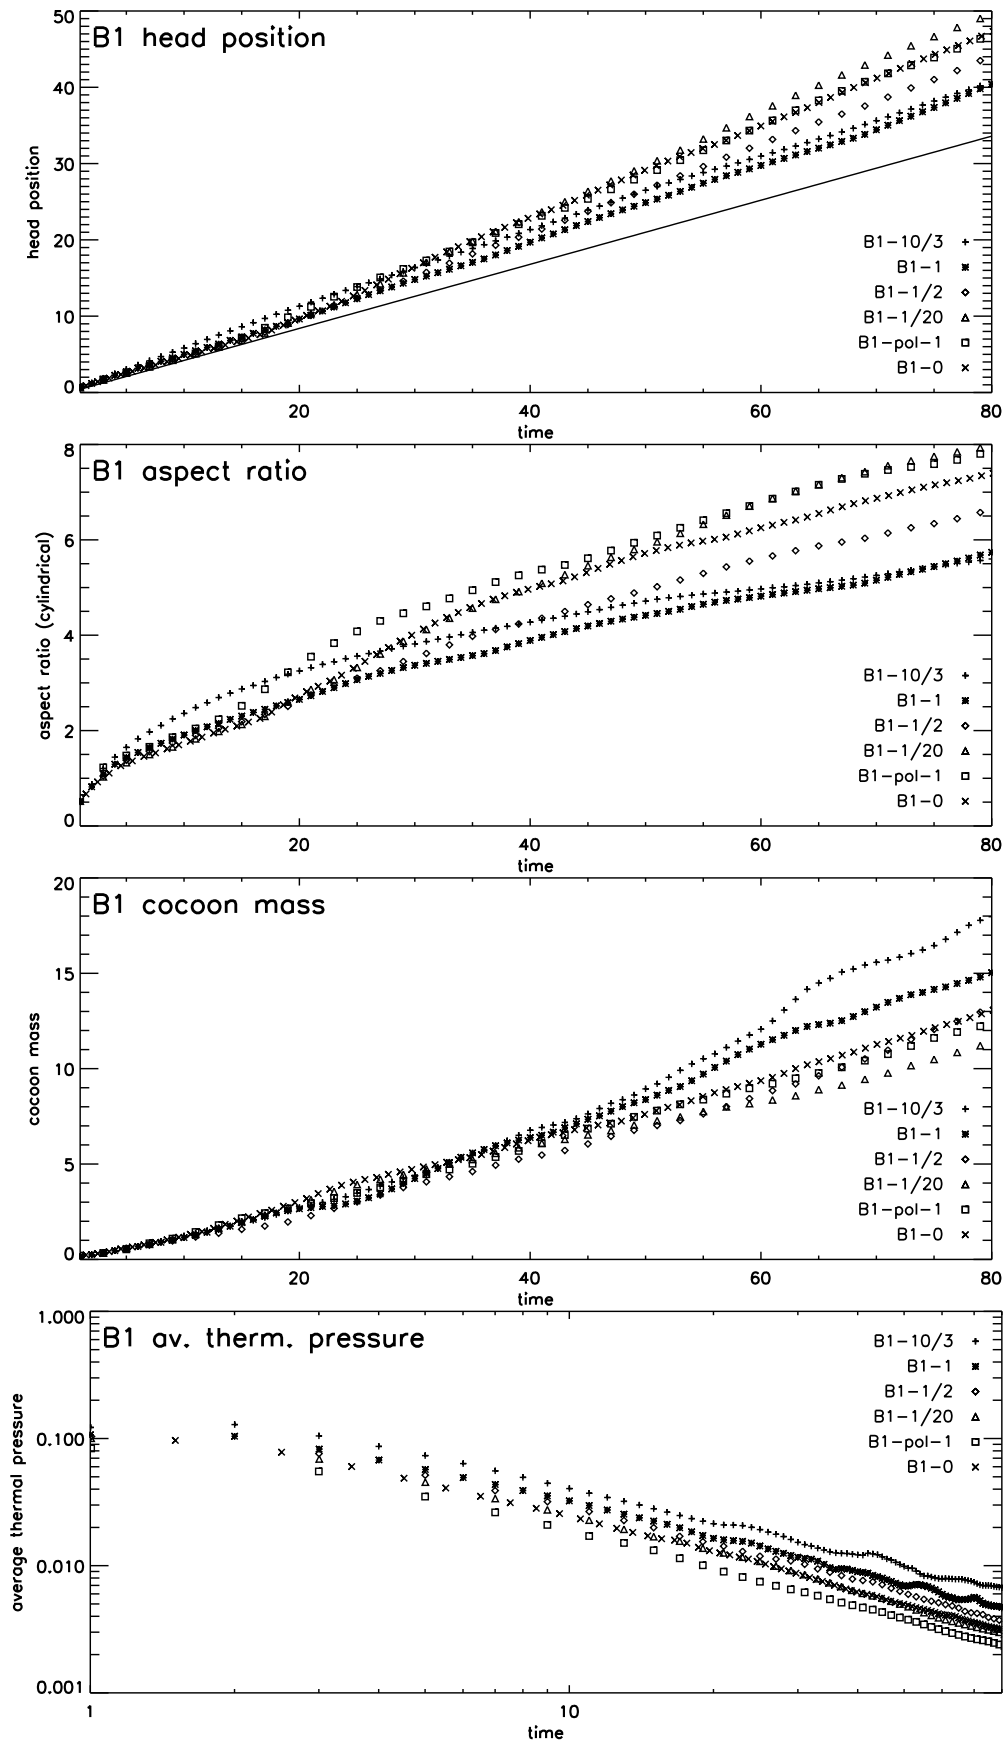 B1 head position
50
40
30
20
10
0
head position
B1-10/3
B1-1
B1-1/2
B1-1/20
B1-pol-1
B1-0
20 40 60 80
time
B1 aspect ratio
8
6
4
2
0
aspect ratio (cylindrical)
B1-10/3
B1-1
B1-1/2
B1-1/20
B1-pol-1
B1-0
20 40 60 80
time
B1 cocoon mass
20
15
10
5
0
cocoon mass
B1-10/3
B1-1
B1-1/2
B1-1/20
B1-pol-1
B1-0
20 40 60 80
time
B1 av. therm. pressure
1.000
0.100
0.010
0.001
average thermal pressure
B1-10/3
B1-1
B1-1/2
B1-1/20
B1-pol-1
B1-0
1 10
time